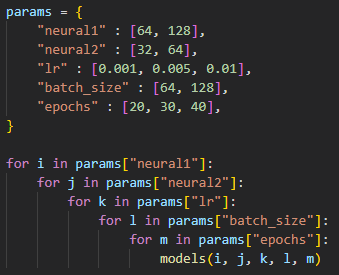 params = {
    "neural1" : [64, 128],
    "neural2" : [32, 64],
    "lr" : [0.001, 0.005, 0.01],
    "batch_size" : [64, 128],
    "epochs" : [20, 30, 40],
}

for i in params["neural1"]:
    for j in params["neural2"]:
        for k in params["lr"]:
            for l in params["batch_size"]:
                for m in params["epochs"]:
                    models(i, j, k, l, m)